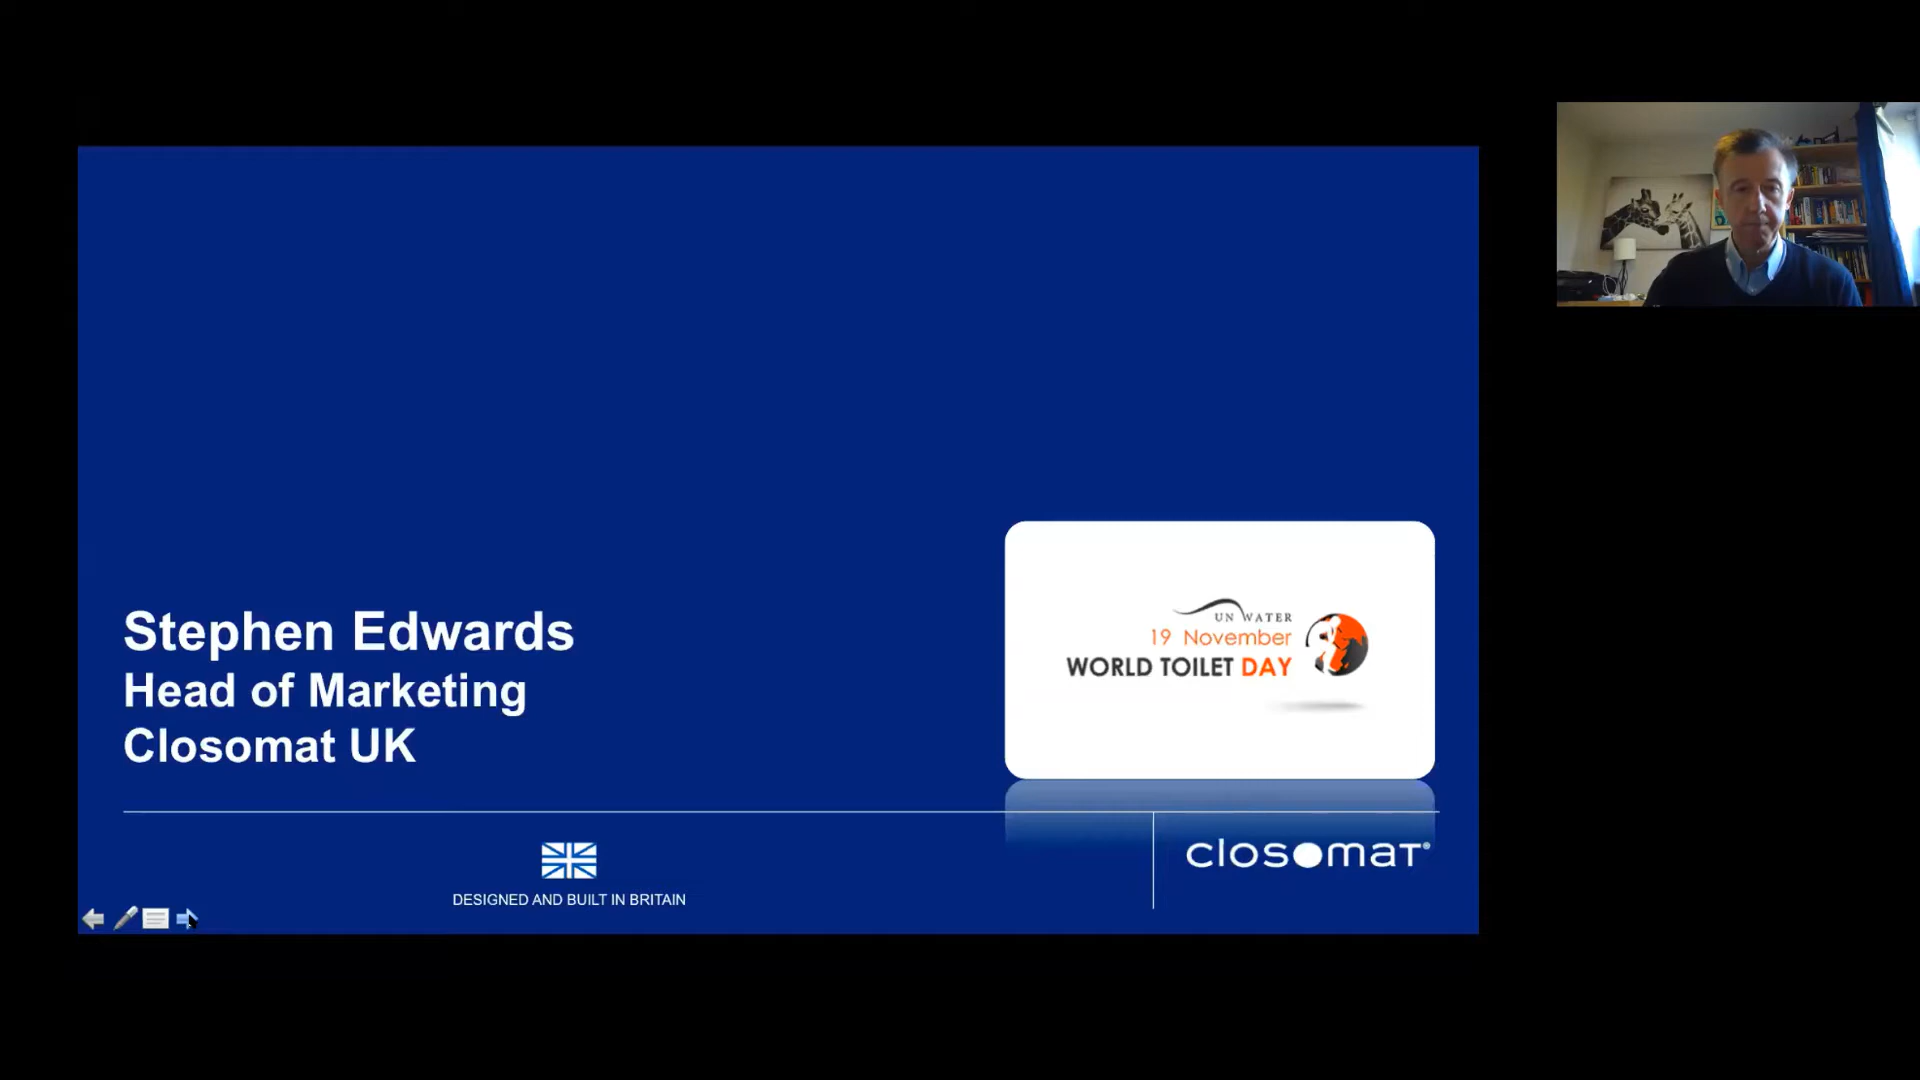 Stephen Edwards
Head of Marketing
Closomat UK
UN WATER
19 November
WORLD TOILET DAY
DESIGNED AND BUILT IN BRITAIN
closomat®